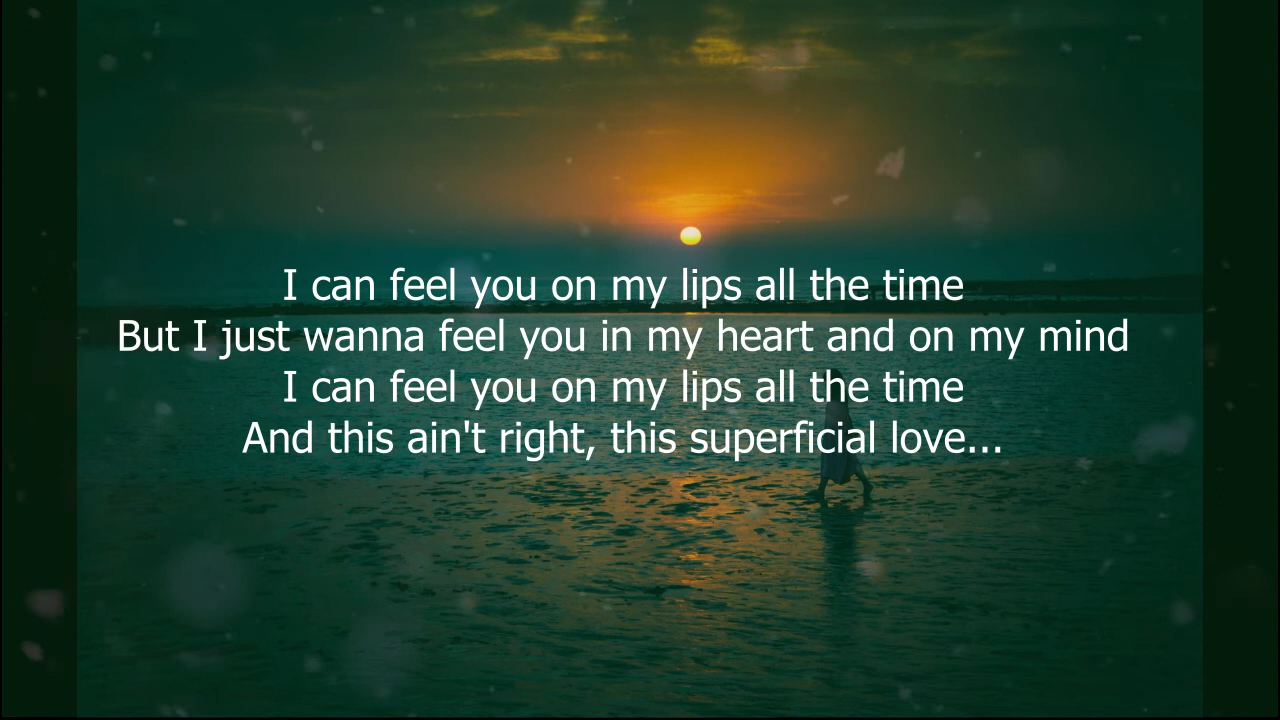 I can feel you on my lips all the time
But I just wanna feel you in my heart and on my mind
I can feel you on my lips all the time
And this ain't right, this superficial love...